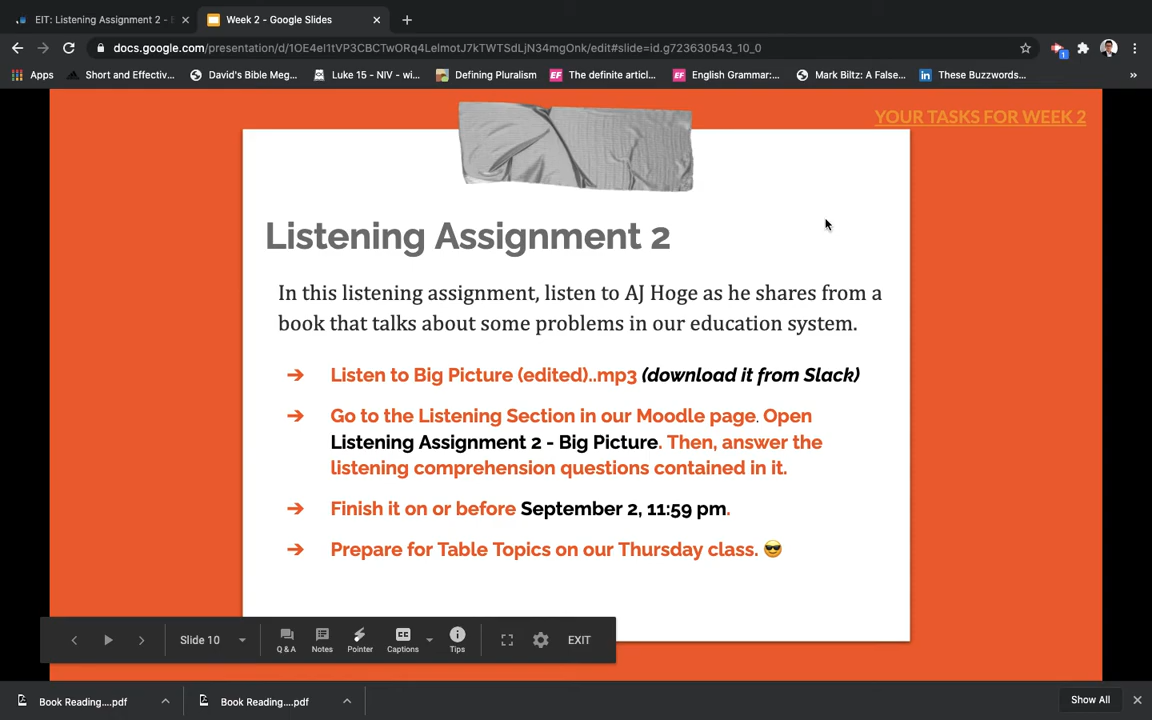 EIT: Listening Assignment 2 - E
Week 2 - Google Slides
docs.google.com/presentation/d/1OE4eI1tVP3CBCTwORq4LeImotJ7kTWTSdLjN34mgOnk/edit#slide=id.g723630543_10_0
1
Apps
Short and Effectiv...
David's Bible Meg...
Luke 15 - NIV - wi...
Defining Pluralism
EF The definite articl...
EF English Grammar:...
Mark Biltz: A False...
in These Buzzwords...
»
YOUR TASKS FOR WEEK 2
Listening Assignment 2
In this listening assignment, listen to AJ Hoge as he shares from a
book that talks about some problems in our education system.
➔ Listen to Big Picture (edited)..mp3 (download it from Slack)
➔ Go to the Listening Section in our Moodle page. Open
Listening Assignment 2 - Big Picture. Then, answer the
listening comprehension questions contained in it.
➔ Finish it on or before September 2, 11:59 pm.
➔ Prepare for Table Topics on our Thursday class. 😎
Slide 10
Q & A
Notes
Pointer
CC
Captions
Tips
EXIT
Book Reading....pdf
Book Reading....pdf
Show All